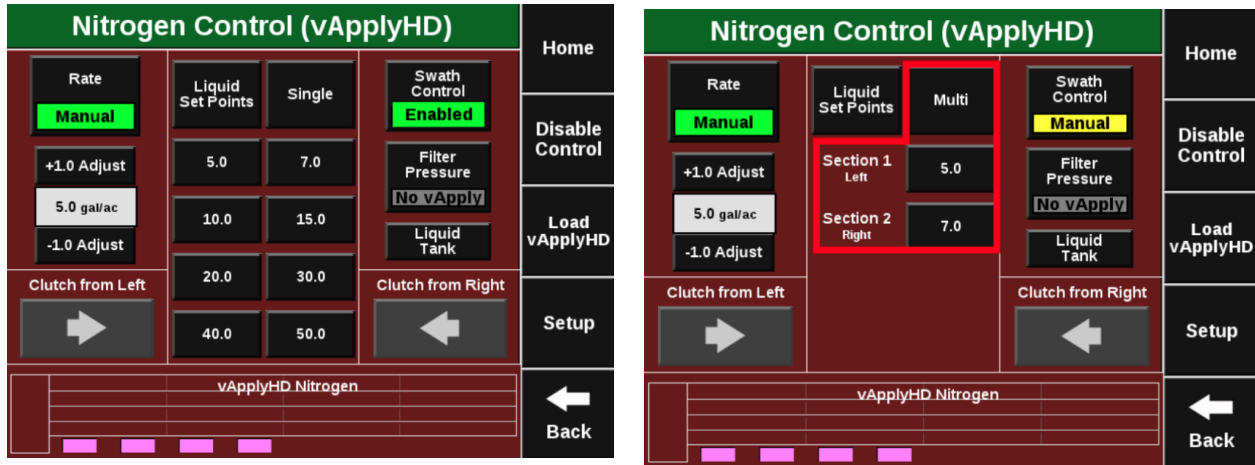 Nitrogen Control (vApplyHD)
Rate
Manual
+1.0 Adjust
5.0 gal/ac
-1.0 Adjust
Clutch from Left
Liquid
Set Points
Single
5.0
7.0
10.0
15.0
20.0
30.0
40.0
50.0
Swath
Control
Enabled
Filter
Pressure
No vApply
Liquid
Tank
Clutch from Right
vApplyHD Nitrogen
Home
Disable
Control
Load
vApplyHD
Setup
Back
Nitrogen Control (vApplyHD)
Rate
Manual
+1.0 Adjust
5.0 gal/ac
-1.0 Adjust
Clutch from Left
Liquid
Set Points
Multi
Section 1
Left
5.0
Section 2
Right
7.0
Swath
Control
Manual
Filter
Pressure
No vApply
Liquid
Tank
Clutch from Right
vApplyHD Nitrogen
Home
Disable
Control
Load
vApplyHD
Setup
Back